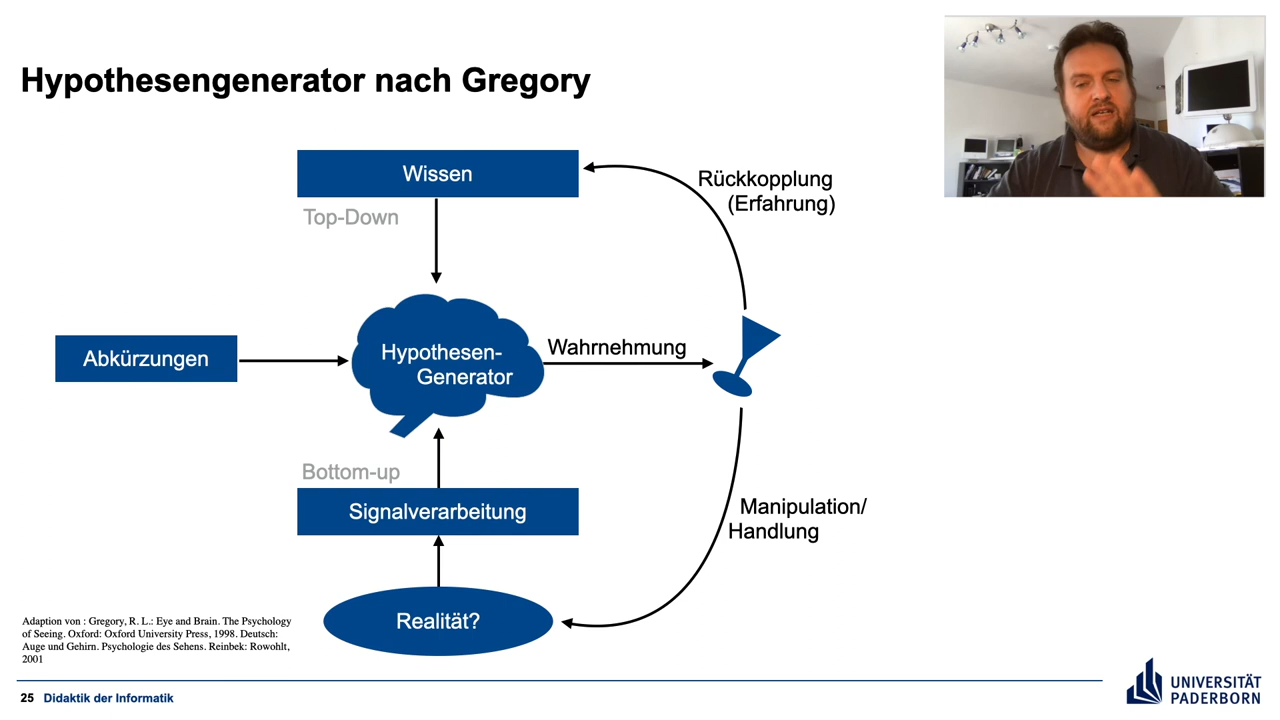 Hypothesengenerator nach Gregory
Wissen
Rückkopplung
(Erfahrung)
Top-Down
Abkürzungen
Hypothesen-
Generator
Wahrnehmung
Bottom-up
Signalverarbeitung
Manipulation/
Handlung
Realität?
Adaption von : Gregory, R. L.: Eye and Brain. The Psychology
of Seeing. Oxford: Oxford University Press, 1998. Deutsch:
Auge und Gehirn. Psychologie des Sehens. Reinbek: Rowohlt,
2001
25 Didaktik der Informatik
UNIVERSITÄT
PADERBORN